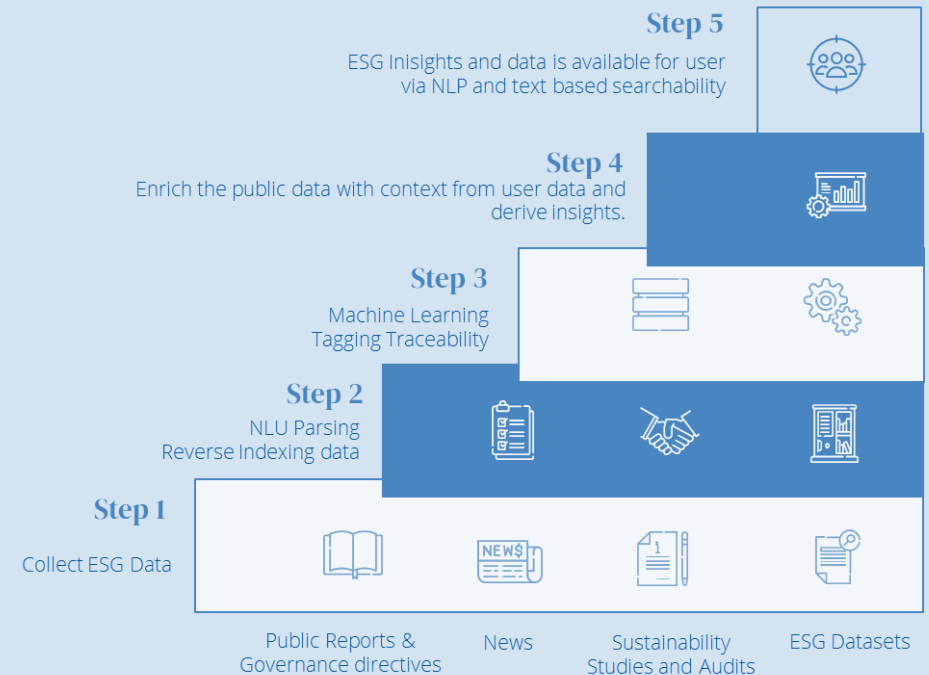 Step 5
ESG Inisights and data is available for user
via NLP and text based searchability
Step 4
Enrich the public data with context from user data and
derive insights.
Step 3
Machine Learning
Tagging Traceability
Step 2
NLU Parsing
Reverse Indexing data
Step 1
Collect ESG Data
NEW$
1
Public Reports &
Governance directives
News
Sustainability
Studies and Audits
ESG Datasets